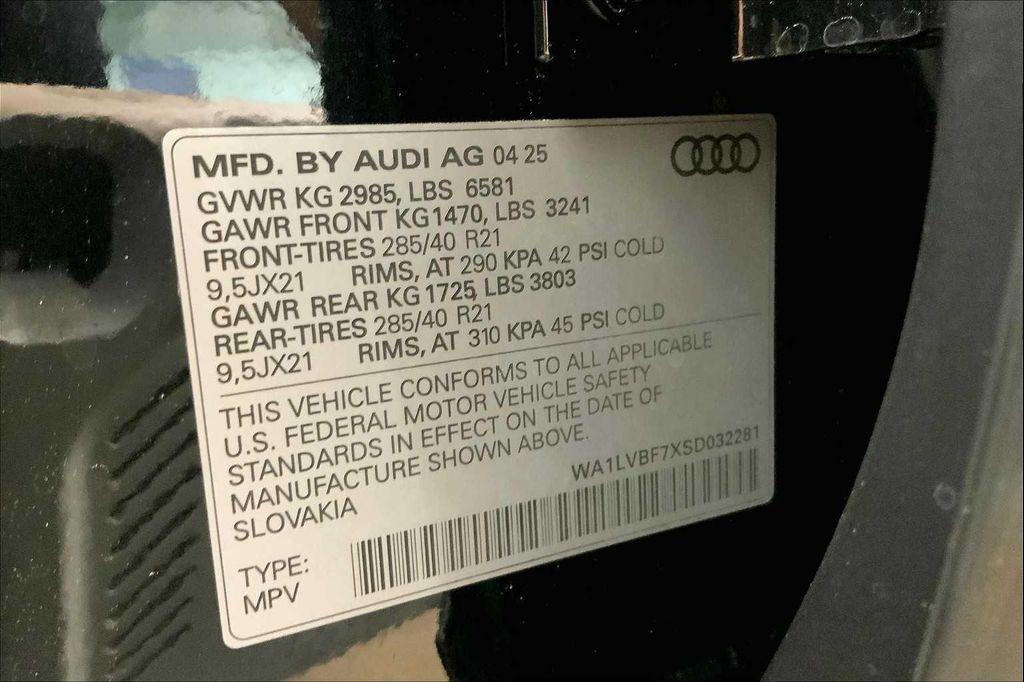 MFD. BY AUDI AG 04 25
GVWR KG 2985, LBS 6581
GAWR FRONT KG1470, LBS 3241
FRONT-TIRES 285/40 R21
9,5JX21 RIMS, AT 290 KPA 42 PSI COLD
GAWR REAR KG 1725, LBS 3803
REAR-TIRES 285/40 R21
9,5JX21 RIMS, AT 310 KPA 45 PSI COLD
THIS VEHICLE CONFORMS TO ALL APPLICABLE
U.S. FEDERAL MOTOR VEHICLE SAFETY
STANDARDS IN EFFECT ON THE DATE OF
MANUFACTURE SHOWN ABOVE.
SLOVAKIA
WA1LVBF7XSD032281
TYPE:
MPV